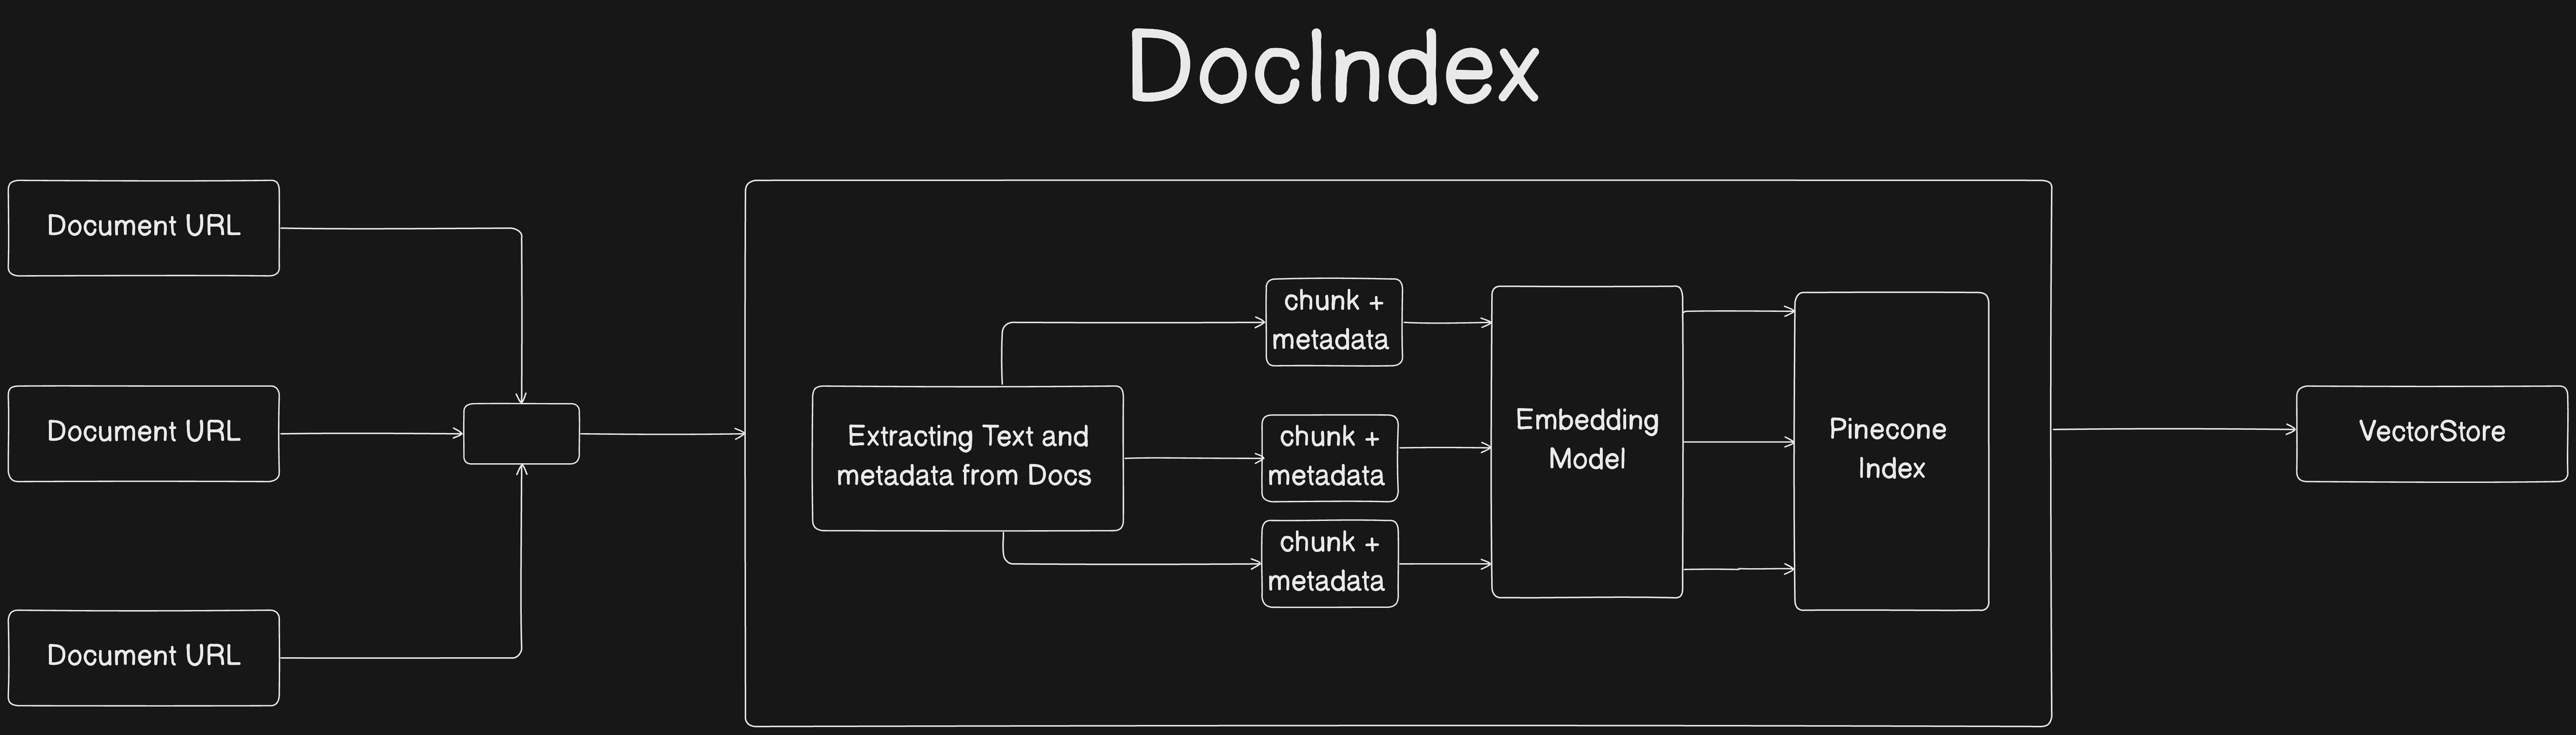 DocIndex
Document URL
Document URL
Document URL
Extracting Text and
metadata from Docs
chunk +
metadata
chunk +
metadata
chunk +
metadata
Embedding
Model
Pinecone
Index
VectorStore